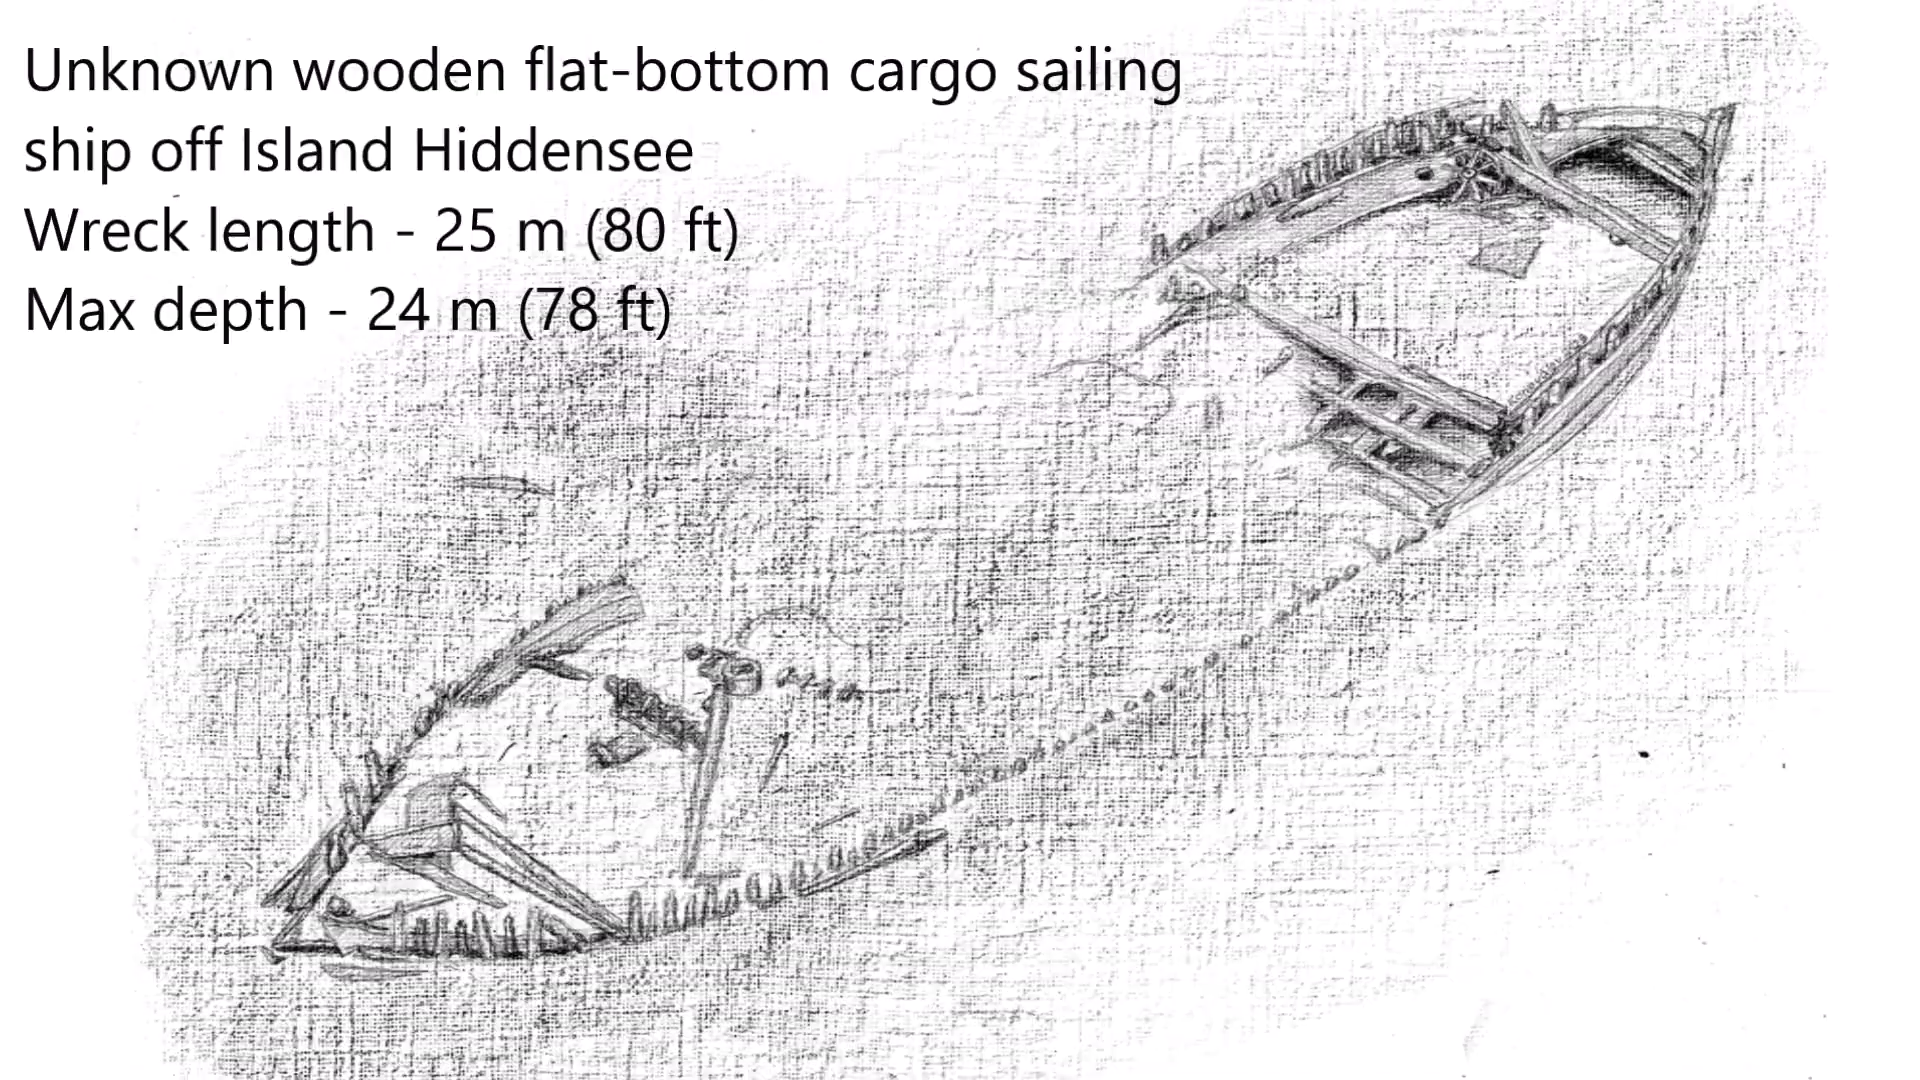 Unknown wooden flat-bottom cargo sailing
ship off Island Hiddensee
Wreck length - 25 m (80 ft)
Max depth - 24 m (78 ft)